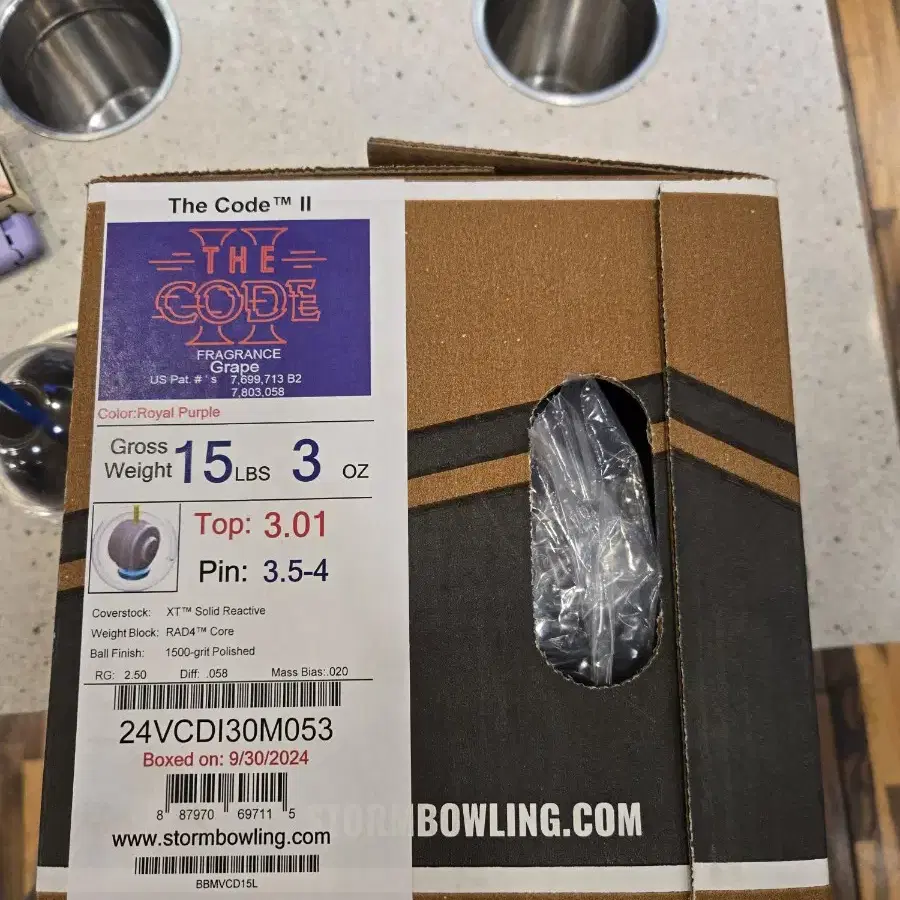 The Code™ II
II
THE
CODE
FRAGRANCE
Grape
US Pat. #'s 7,699,713 B2
7,803,058
Color:Royal Purple
Gross Weight 15 LBS 3 OZ
Top: 3.01
Pin: 3.5-4
Coverstock: XT™ Solid Reactive
Weight Block: RAD4™ Core
Ball Finish: 1500-grit Polished
RG: 2.50 Diff: .058 Mass Bias:.020
24VCDI30M053
Boxed on: 9/30/2024
8 87970 69711 5
www.stormbowling.com
BBMVCD15L
STORMBOWLING.COM